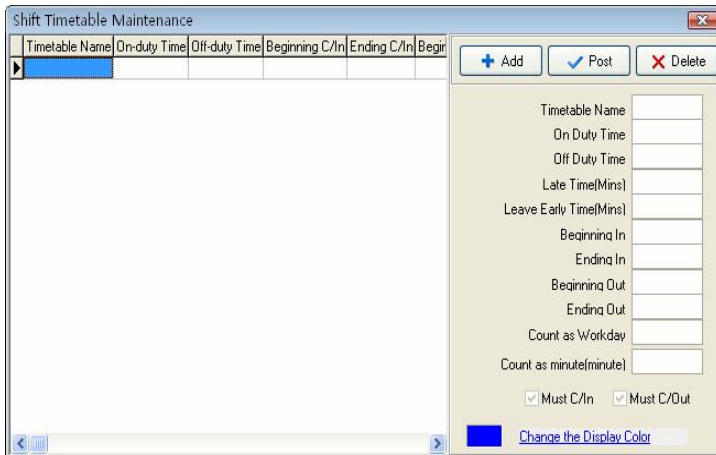 Shift Timetable Maintenance
Timetable Name On-duty Time Off-duty Time Beginning C/In Ending C/In Begir
Add Post Delete
Timetable Name
On Duty Time
Off Duty Time
Late Time(Mins)
Leave Early Time(Mins)
Beginning In
Ending In
Beginning Out
Ending Out
Count as Workday
Count as minute(minute)
Must C/In Must C/Out
Change the Display Color